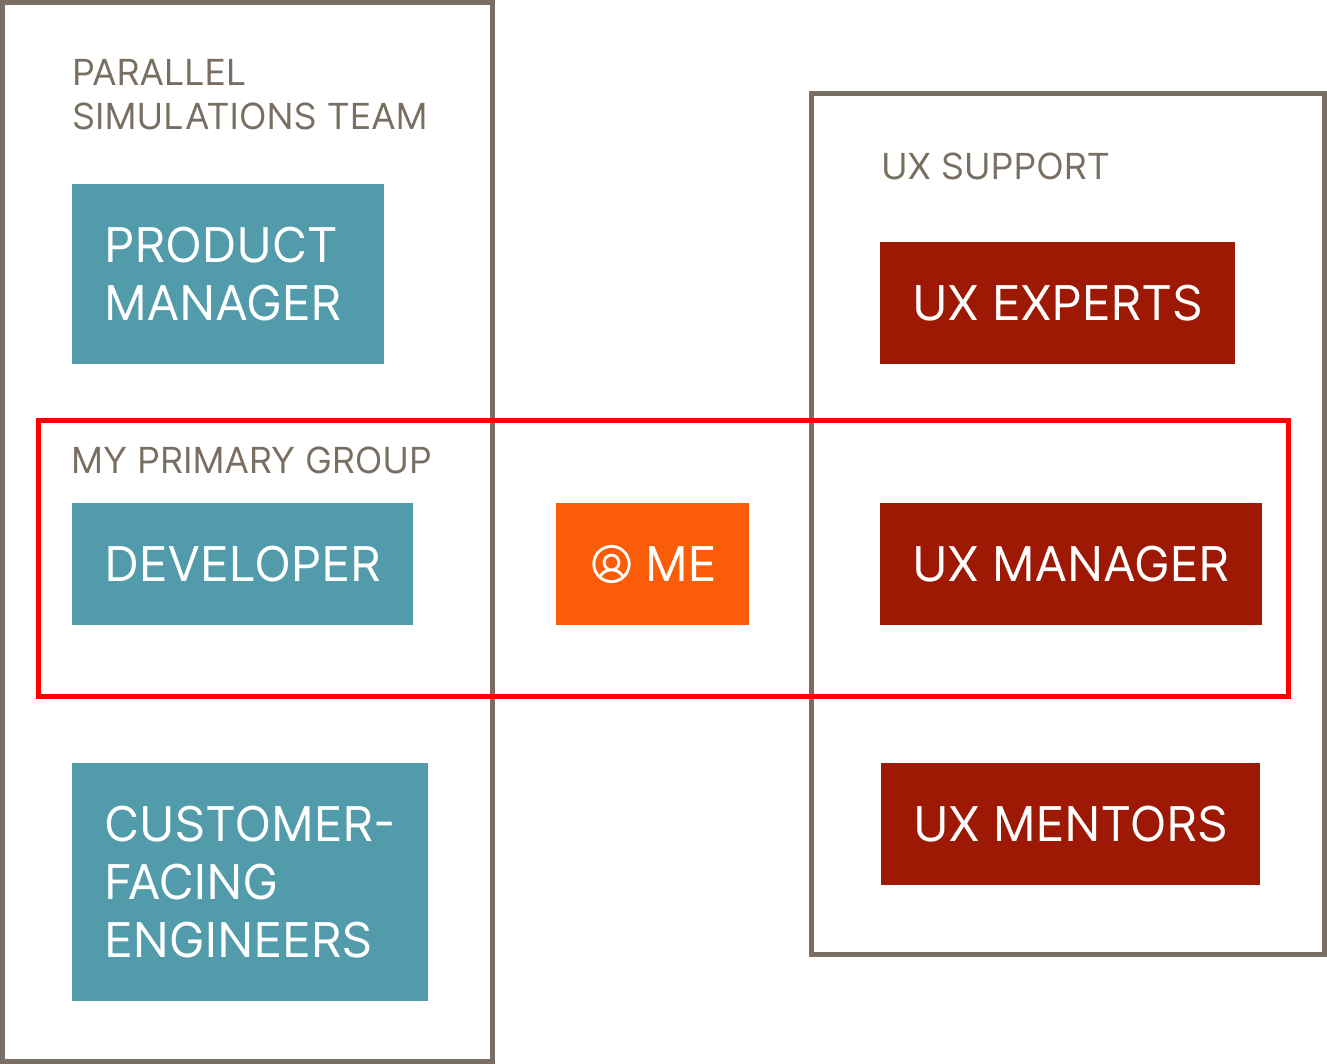 PARALLEL
SIMULATIONS TEAM
PRODUCT
MANAGER
MY PRIMARY GROUP
DEVELOPER
CUSTOMER-
FACING
ENGINEERS
ME
UX SUPPORT
UX EXPERTS
UX MANAGER
UX MENTORS